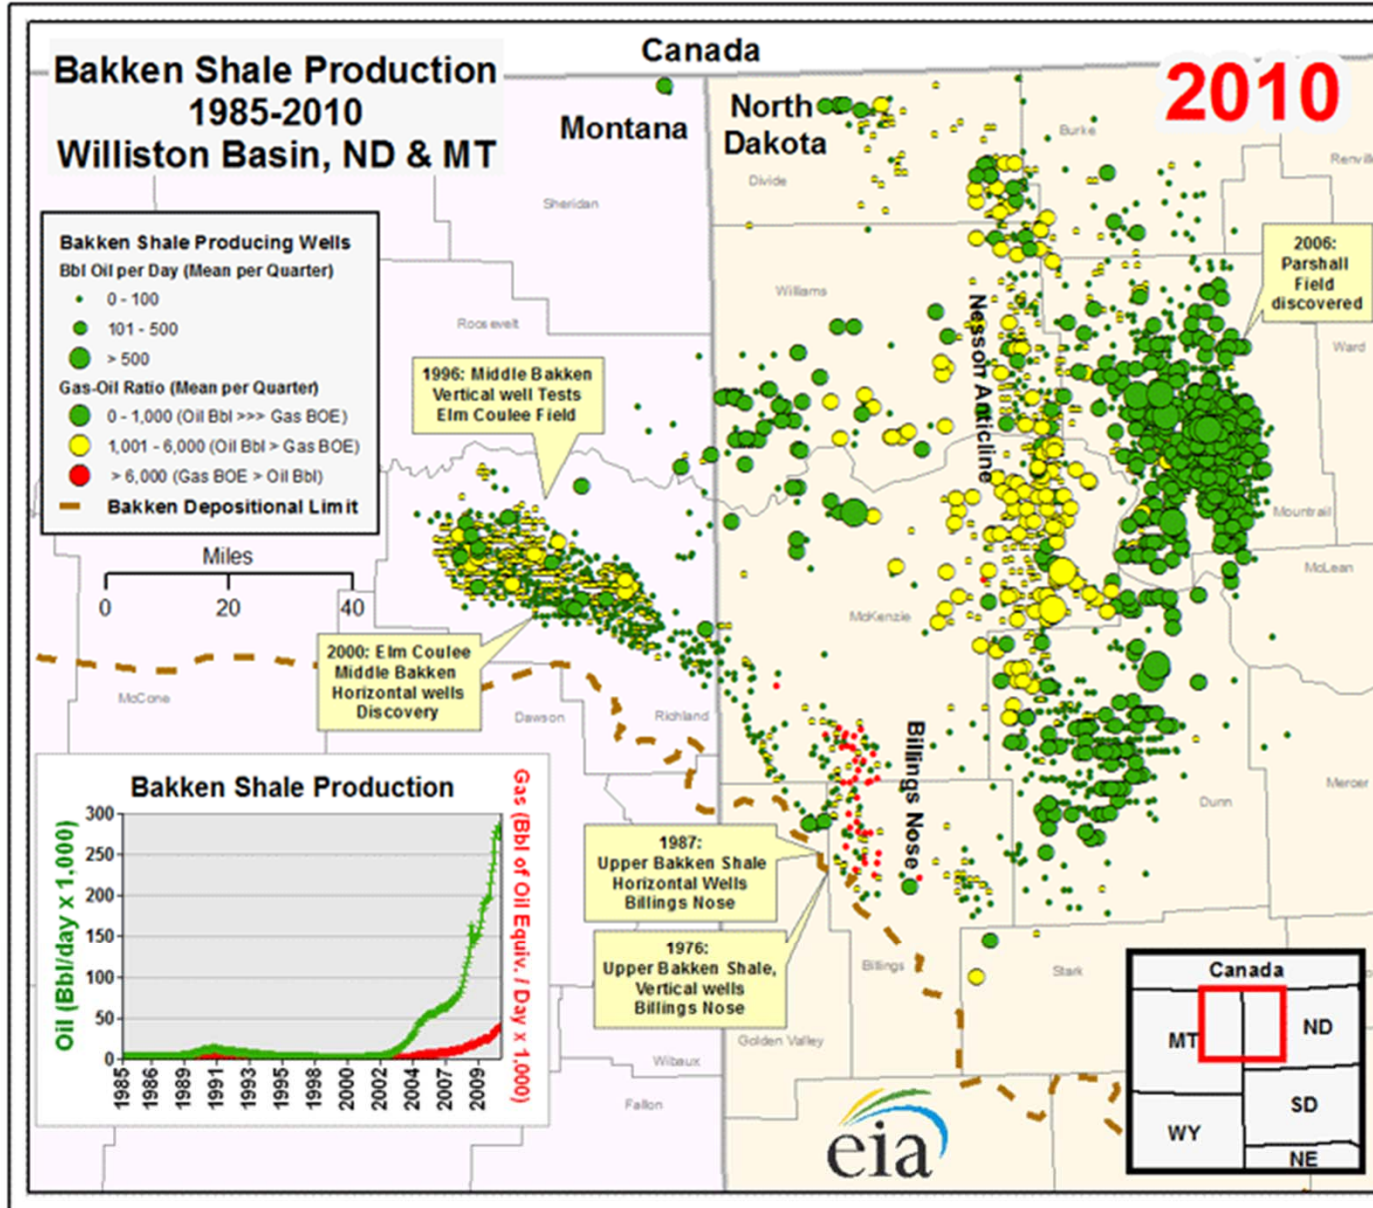 Bakken Shale Production
1985-2010
Williston Basin, ND & MT
Canada
Montana
North
Dakota
2010
Burke
Divide
Sheridan
Bakken Shale Producing Wells
Bbl Oil per Day (Mean per Quarter)
0 - 100
101 - 500
> 500
Gas-Oil Ratio (Mean per Quarter)
0 - 1,000 (Oil Bbl >>> Gas BOE)
1,001 - 6,000 (Oil Bbl > Gas BOE)
> 6,000 (Gas BOE > Oil Bbl)
Bakken Depositional Limit
Miles
0 20 40
2006:
Parshall
Field
discovered
Williams
Roosevelt
Ward
Nesson Anticline
1996: Middle Bakken
Vertical well Tests
Elm Coulee Field
Mountrail
McLean
McKenzie
2000: Elm Coulee
Middle Bakken
Horizontal wells
Discovery
McCone
Dawson
Richland
Billings Nose
Mercer
Dunn
1987:
Upper Bakken Shale
Horizontal Wells
Billings Nose
1976:
Upper Bakken Shale,
Vertical wells
Billings Nose
Billings
Stark
Golden Valley
Wibaux
Fallon
Bakken Shale Production
Oil (Bbl/day x 1,000)
Gas (Bbl of Oil Equiv. / Day x 1,000)
300
250
200
150
100
50
0
1985 1986 1989 1991 1993 1995 1998 2000 2002 2004 2007 2009
eia
Canada
MT
ND
SD
WY
NE